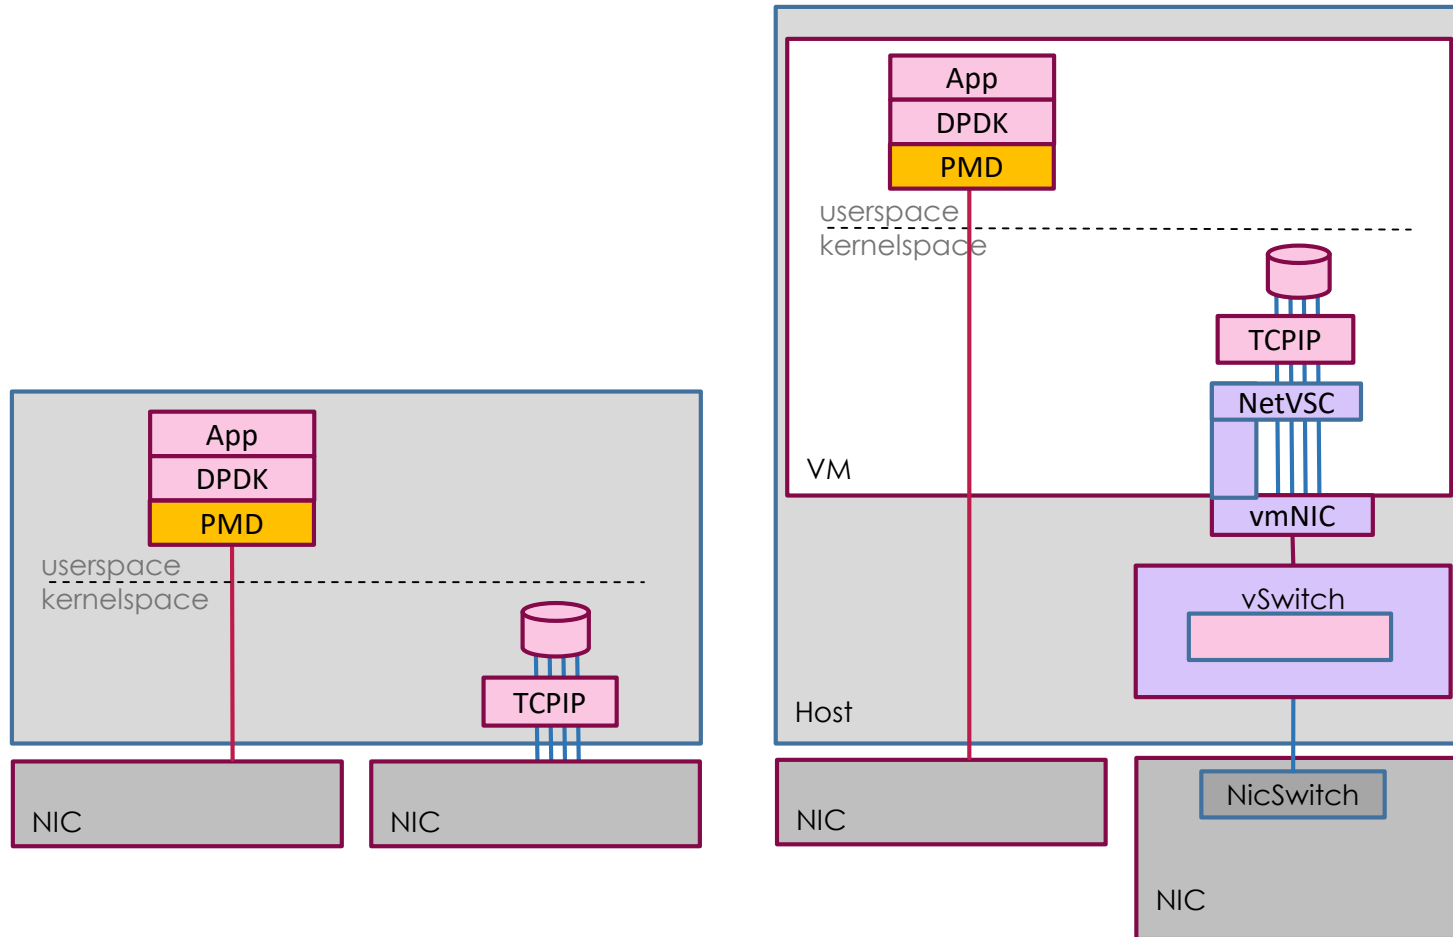 App
DPDK
PMD
userspace
kernelspace
TCPIP
NIC
NIC
App
DPDK
PMD
userspace
kernelspace
TCPIP
NetVSC
VM
vmNIC
vSwitch
Host
NIC
NicSwitch
NIC